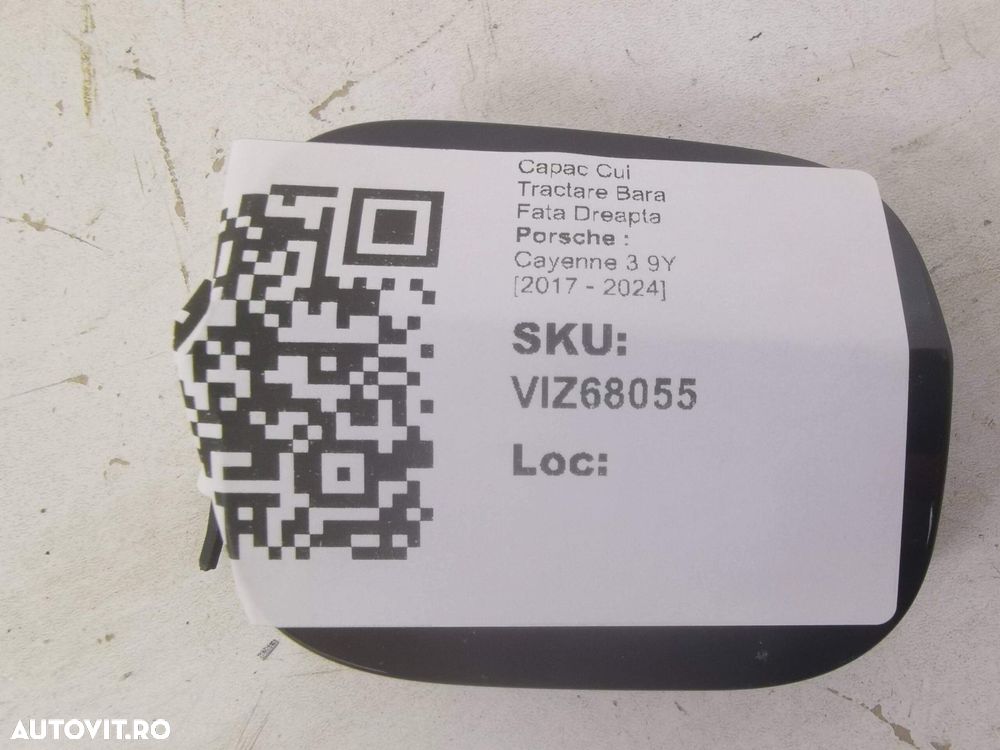 Capac Cui
Tractare Bara
Fata Dreapta
Porsche :
Cayenne 3 9Y
[2017 - 2024]
SKU:
VIZ68055
Loc:
AUTOVIT.RO